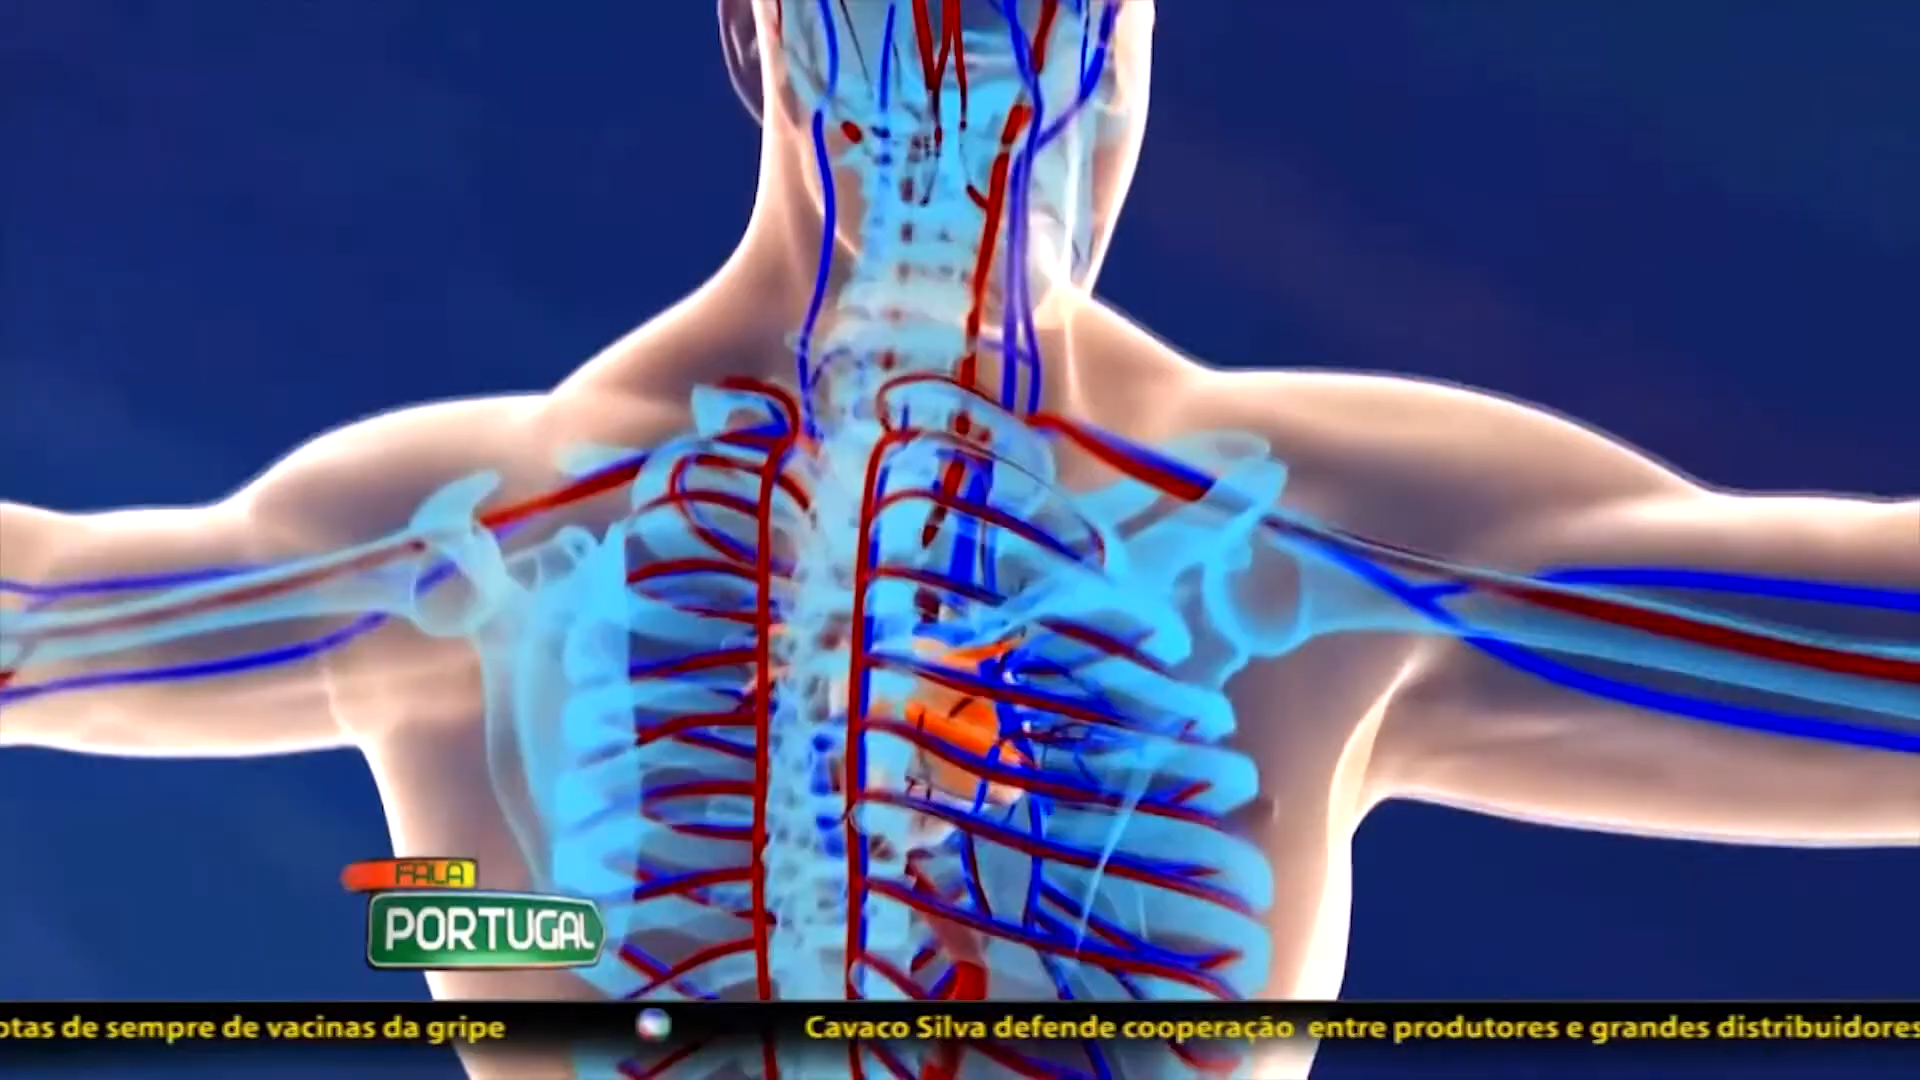 FALA
PORTUGAL
otas de sempre de vacinas da gripe
Cavaco Silva defende cooperação entre produtores e grandes distribuidores